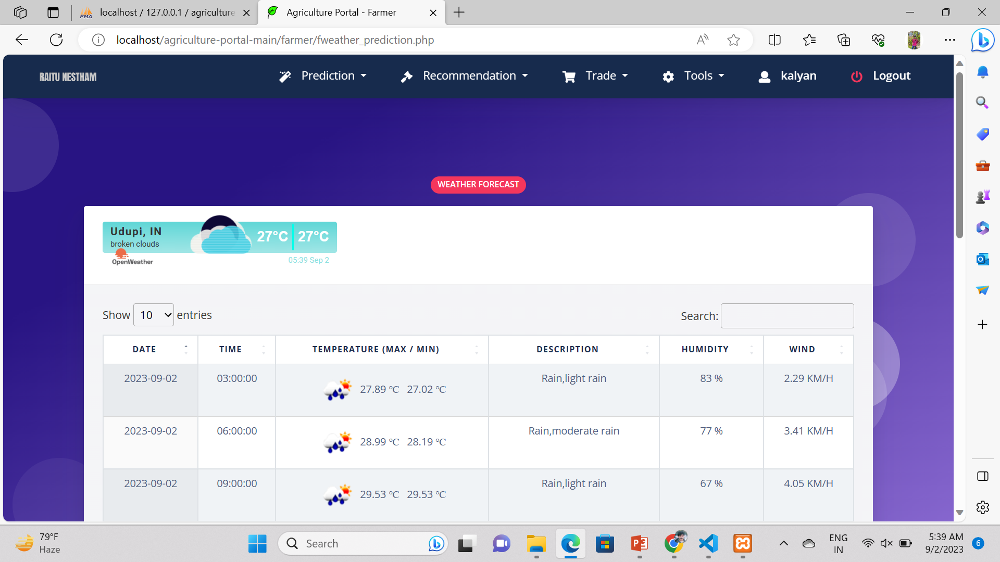 localhost / 127.0.0.1 / agriculture
Agriculture Portal - Farmer
localhost/agriculture-portal-main/farmer/fweather_prediction.php
RAITU NESTHAM
Prediction
Recommendation
Trade
Tools
kalyan
Logout
WEATHER FORECAST
Udupi, IN
broken clouds
27°C 27°C
OpenWeather
05:39 Sep 2
Show 10 entries
Search:
DATE TIME TEMPERATURE (MAX / MIN) DESCRIPTION HUMIDITY WIND
2023-09-02 03:00:00 27.89 ℃ 27.02 ℃ Rain,light rain 83 % 2.29 KM/H
2023-09-02 06:00:00 28.99 ℃ 28.19 ℃ Rain,moderate rain 77 % 3.41 KM/H
2023-09-02 09:00:00 29.53 ℃ 29.53 ℃ Rain,light rain 67 % 4.05 KM/H
79°F
Haze
Search
ENG
IN
5:39 AM
9/2/2023
6